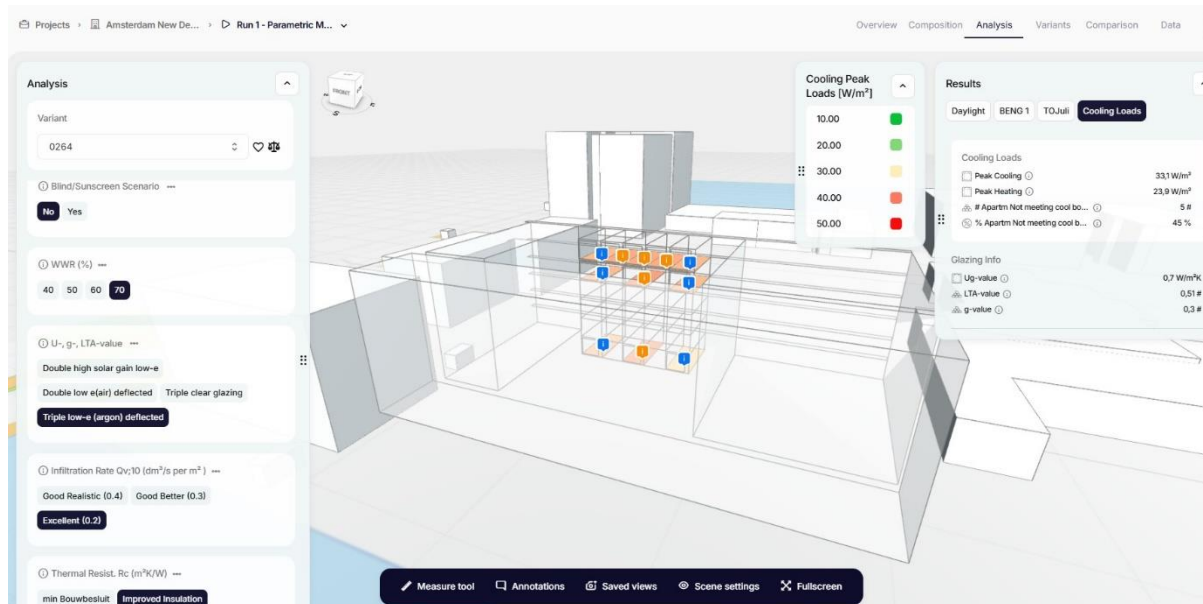 Projects > Amsterdam New De... > Run 1 - Parametric M...
Overview Composition Analysis Variants Comparison Data
Analysis
Variant
0264
Blind/Sunscreen Scenario
No Yes
WWR (%)
40 50 60 70
U-, g-, LTA-value
Double high solar gain low-e
Double low e(air) deflected Triple clear glazing
Triple low-e (argon) deflected
Infiltration Rate Qv;10 (dm³/s per m²)
Good Realistic (0.4) Good Better (0.3)
Excellent (0.2)
Thermal Resist. Rc (m²K/W)
min Bouwbesluit Improved Insulation
FRONT
S
Cooling Peak
Loads [W/m²]
10.00
20.00
30.00
40.00
50.00
Results
Daylight BENG 1 TOJuli Cooling Loads
Cooling Loads
Peak Cooling 33,1 W/m²
Peak Heating 23,9 W/m²
# Apartm Not meeting cool bo... 5 #
% Apartm Not meeting cool b... 45 %
Glazing Info
Ug-value 0,7 W/m²K
LTA-value 0,51 #
g-value 0,3 #
Measure tool Annotations Saved views Scene settings Fullscreen